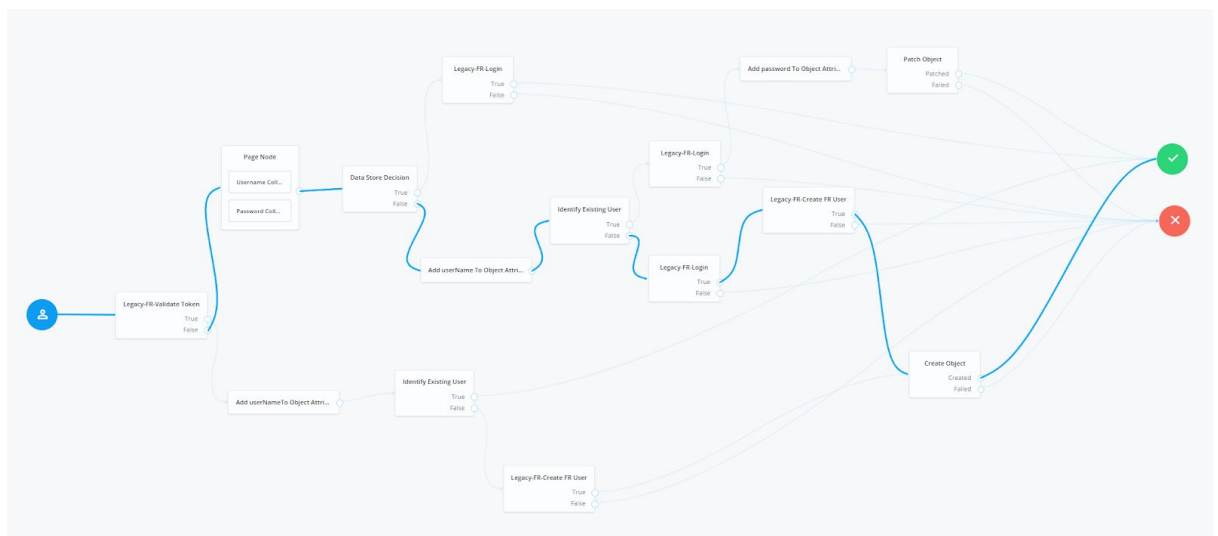 Legacy-FR-Validate Token
True
False
Page Node
Username Coll...
Password Coll...
Data Store Decision
True
False
Legacy-FR-Login
True
False
Add userName To Object Attri...
Identify Existing User
True
False
Legacy-FR-Login
True
False
Legacy-FR-Login
True
False
Add password To Object Attri...
Patch Object
Patched
Failed
Legacy-FR-Create FR User
True
False
Create Object
Created
Failed
Add userNameTo Object Attri...
Identify Existing User
True
False
Legacy-FR-Create FR User
True
False